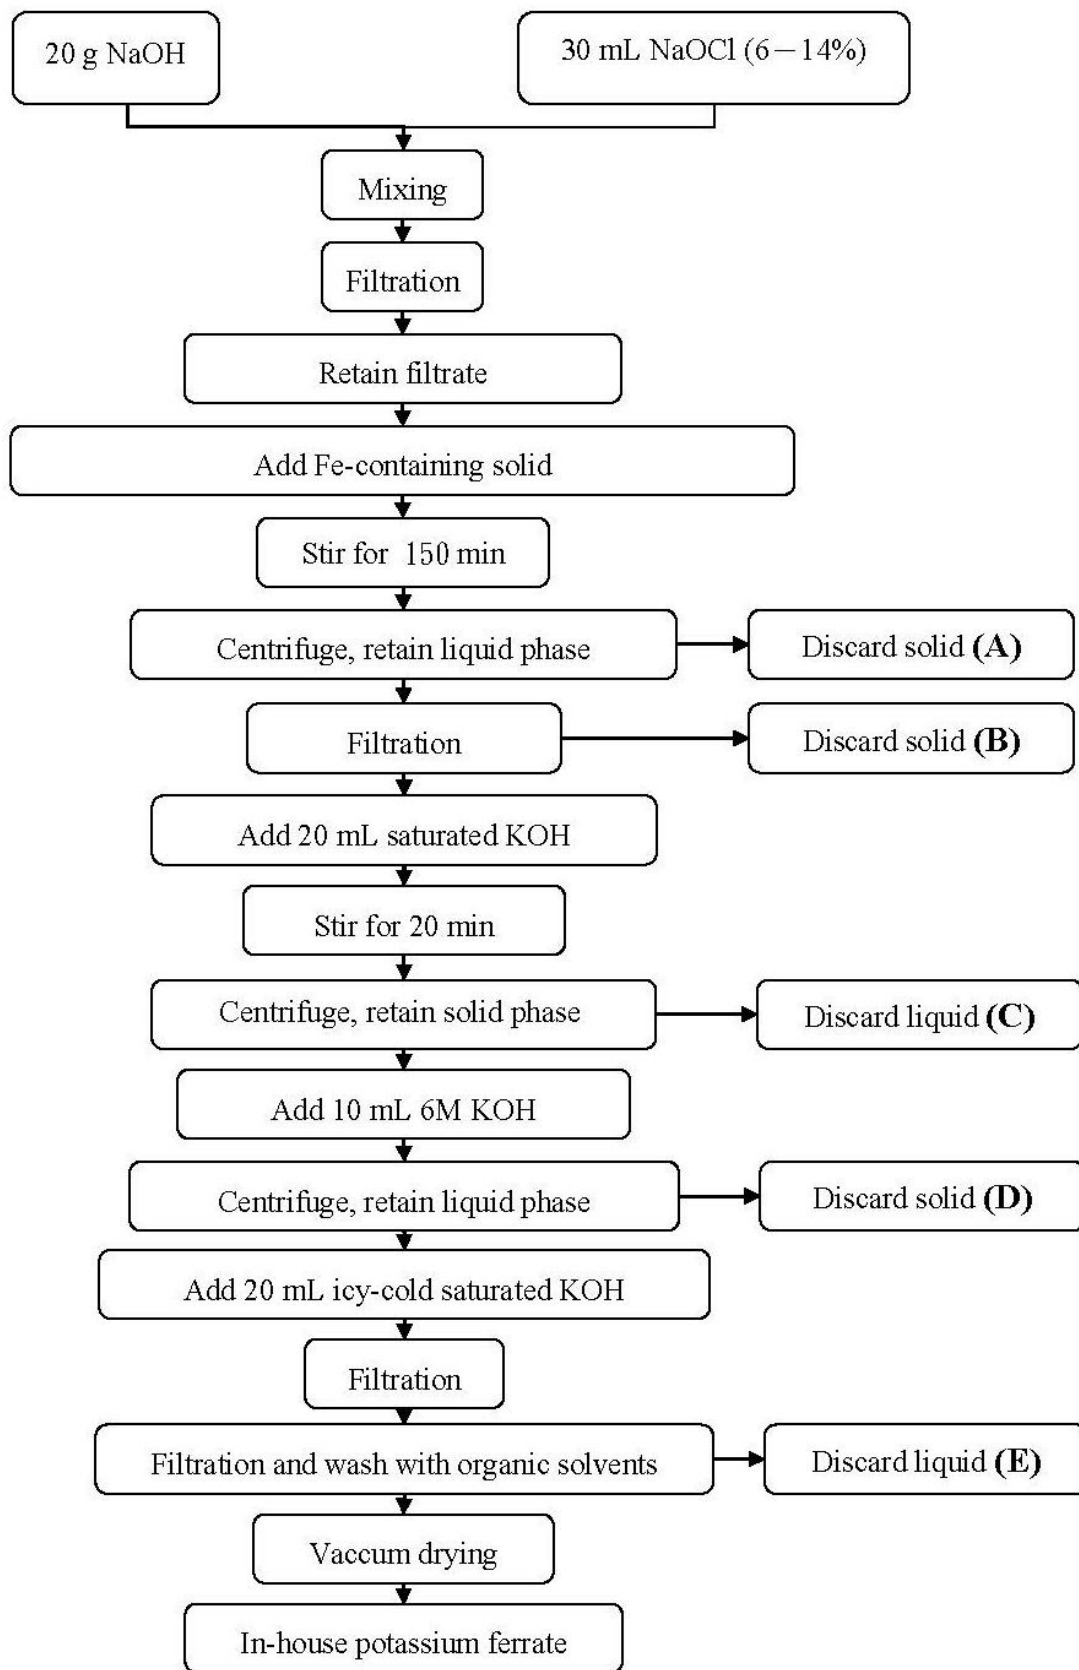 20 g NaOH
30 mL NaOCl (6－14%)
Mixing
Filtration
Retain filtrate
Add Fe-containing solid
Stir for 150 min
Centrifuge, retain liquid phase
Discard solid (A)
Filtration
Discard solid (B)
Add 20 mL saturated KOH
Stir for 20 min
Centrifuge, retain solid phase
Discard liquid (C)
Add 10 mL 6M KOH
Centrifuge, retain liquid phase
Discard solid (D)
Add 20 mL icy-cold saturated KOH
Filtration
Filtration and wash with organic solvents
Discard liquid (E)
Vaccum drying
In-house potassium ferrate